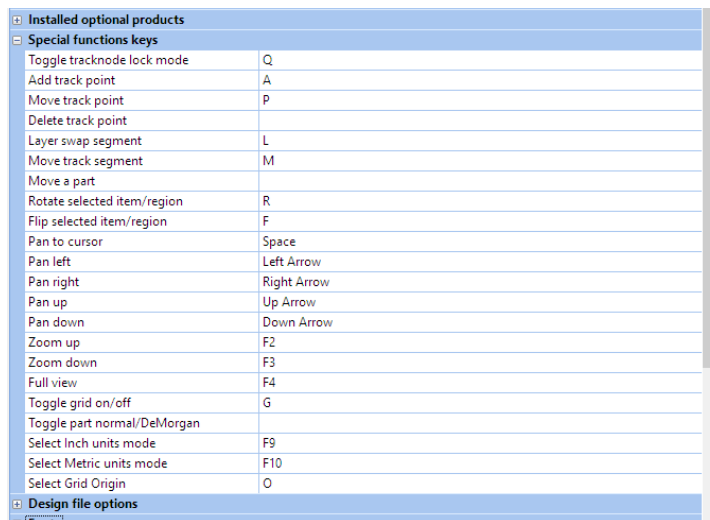 Installed optional products
Special functions keys
Toggle tracknode lock mode Q
Add track point A
Move track point P
Delete track point
Layer swap segment L
Move track segment M
Move a part
Rotate selected item/region R
Flip selected item/region F
Pan to cursor Space
Pan left Left Arrow
Pan right Right Arrow
Pan up Up Arrow
Pan down Down Arrow
Zoom up F2
Zoom down F3
Full view F4
Toggle grid on/off G
Toggle part normal/DeMorgan
Select Inch units mode F9
Select Metric units mode F10
Select Grid Origin O
Design file options